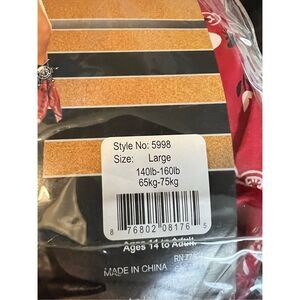 Style No: 5998
Size: Large
140lb-160lb
65kg-75kg
8 76802 08176 5
Ages 14 to Adult.
MADE IN CHINA
RN